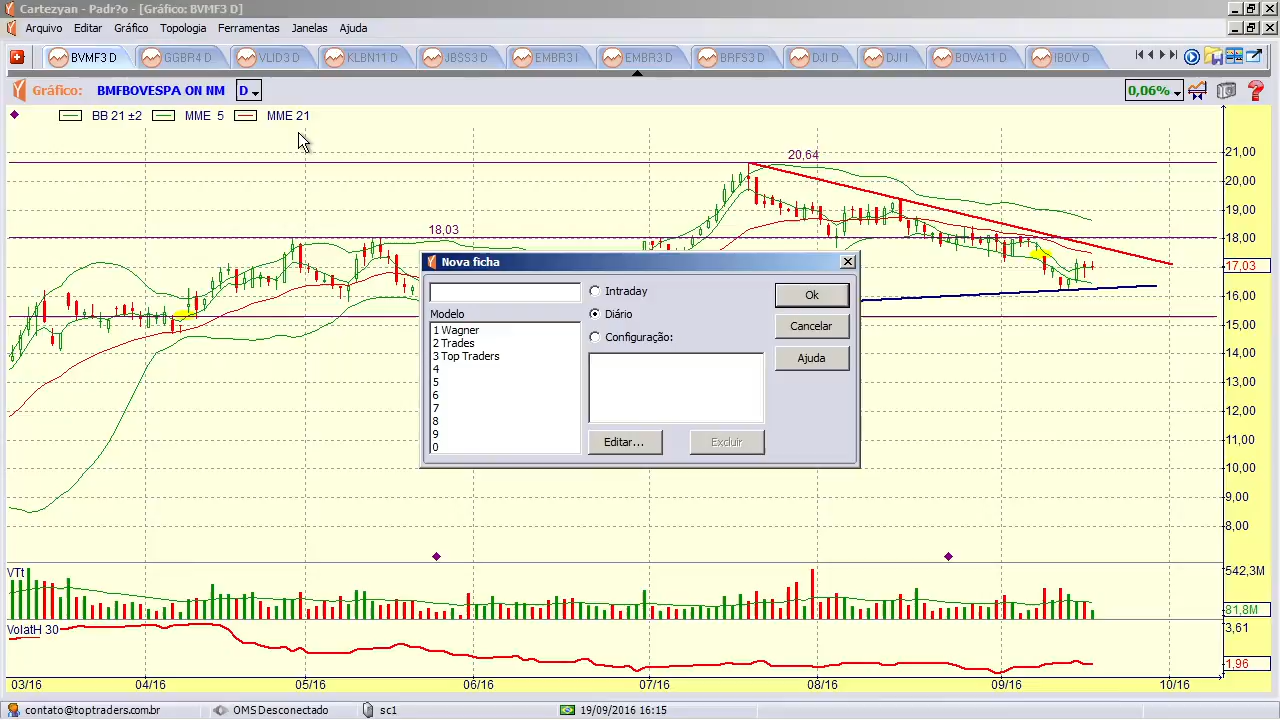 Cartezyan - Padr?o - [Gráfico: BVMF3 D]
Arquivo Editar Gráfico Topologia Ferramentas Janelas Ajuda
BVMF3 D GGBR4 D VLID3 D KLBN11 D JBSS3 D EMBR3 I EMBR3 D BRFS3 D DJI D DJI I BOVA11 D IBOV D
Gráfico: BMFBOVESPA ON NM D 0,06%
BB 21 ±2 MME 5 MME 21
20,64
18,03
21,00
20,00
19,00
18,00
17,03
16,00
15,00
14,00
13,00
12,00
11,00
10,00
9,00
8,00
Nova ficha
Modelo
1 Wagner
2 Trades
3 Top Traders
4
5
6
7
8
9
0
Intraday
Diário
Configuração:
Editar...
Excluir
Ok
Cancelar
Ajuda
VTt
542,3M
81,8M
VolatH 30
3,61
1,96
03/16 04/16 05/16 06/16 07/16 08/16 09/16 10/16
contato@toptraders.com.br OMS Desconectado sc1 19/09/2016 16:15